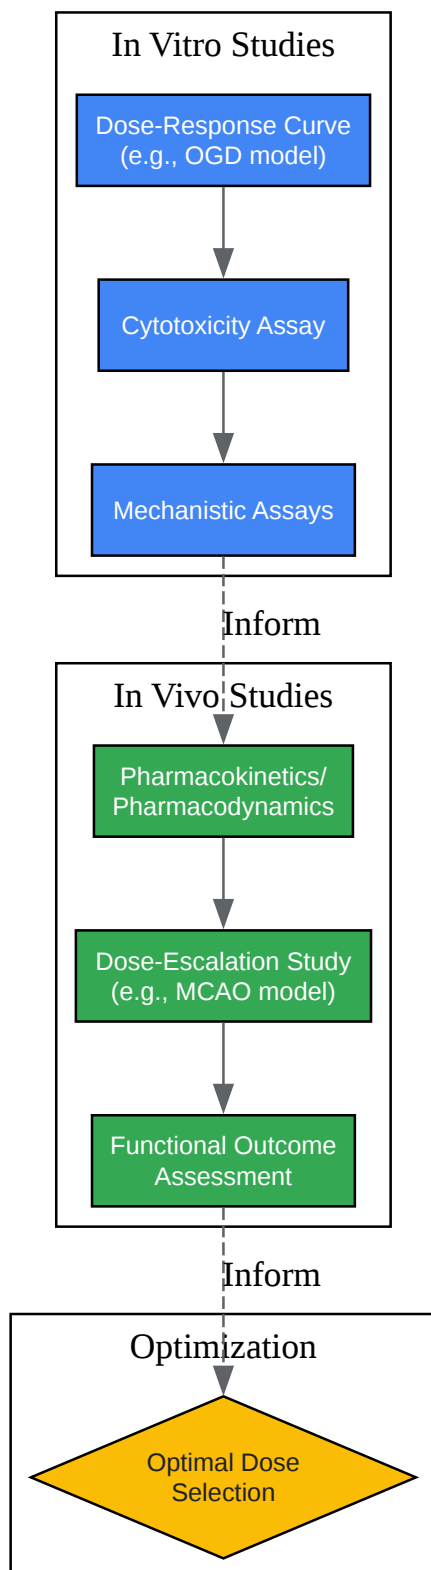 In Vitro Studies
Dose-Response Curve
(e.g., OGD model)
Cytotoxicity Assay
Mechanistic Assays
Inform
In Vivo Studies
Pharmacokinetics/
Pharmacodynamics
Dose-Escalation Study
(e.g., MCAO model)
Functional Outcome
Assessment
Inform
Optimization
Optimal Dose
Selection